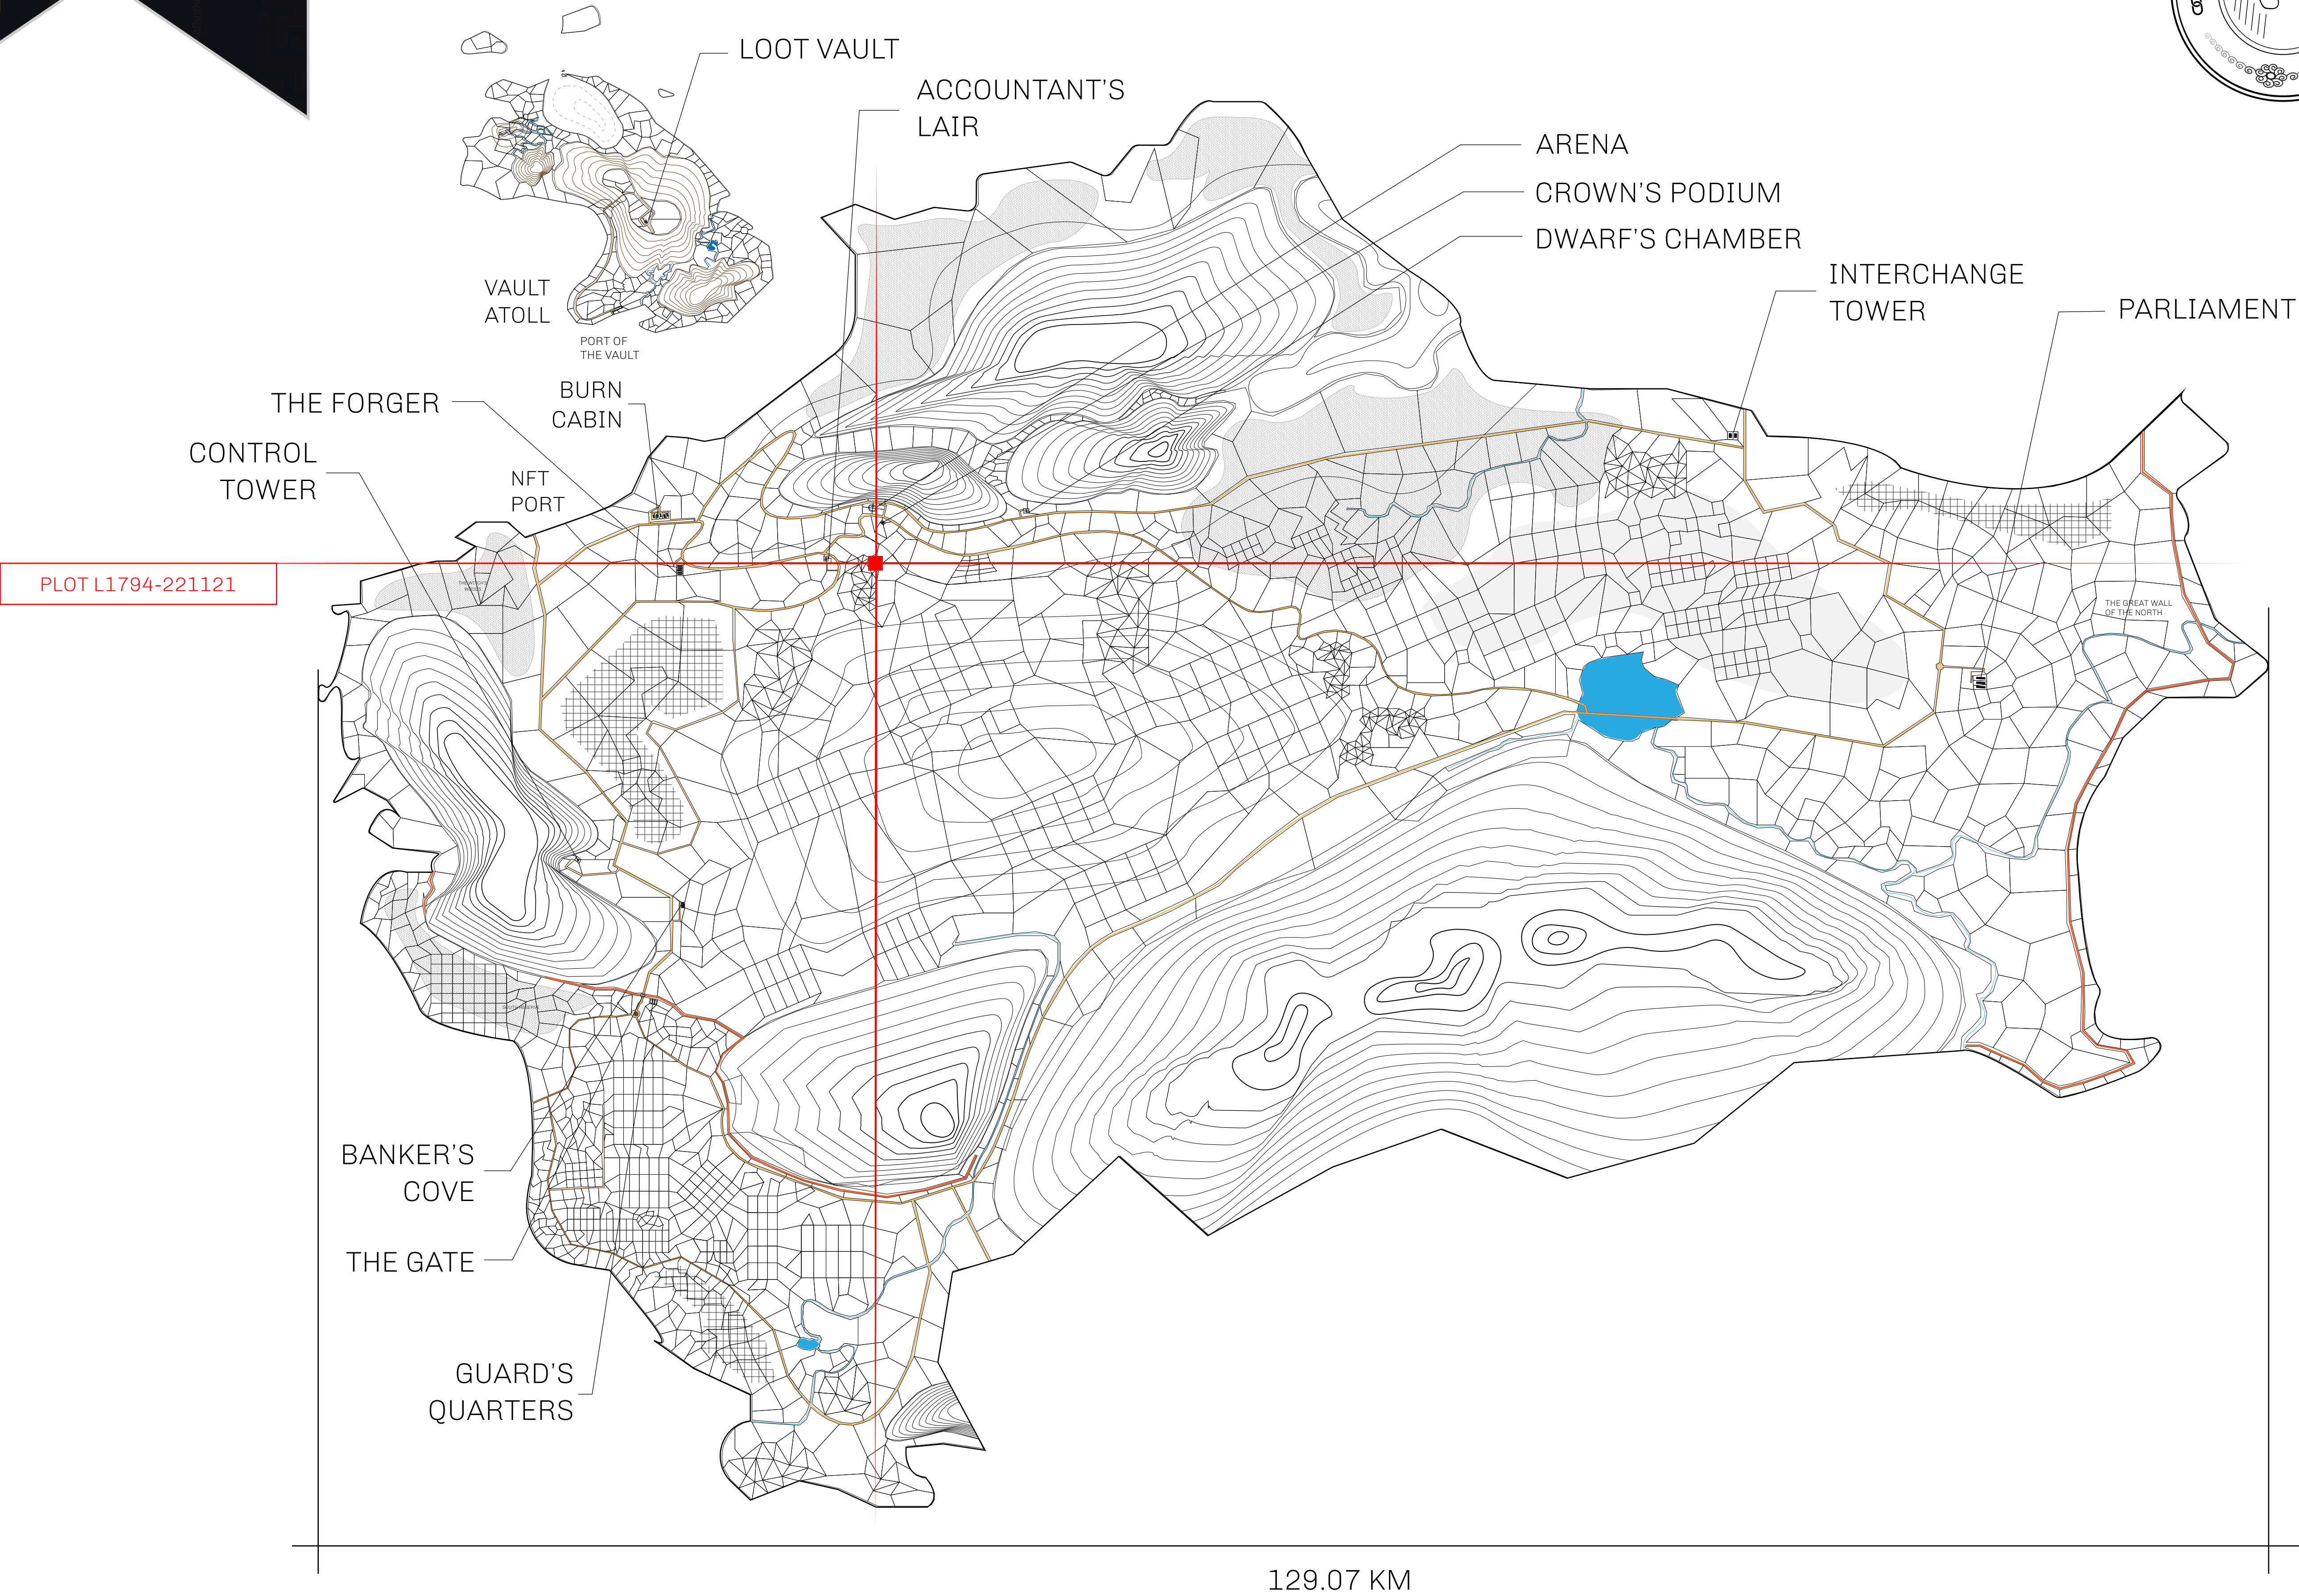 LOOT VAULT
ACCOUNTANT'S
LAIR
ARENA
CROWN'S PODIUM
DWARF'S CHAMBER
INTERCHANGE
TOWER
PARLIAMENT
VAULT
ATOLL
PORT OF
THE VAULT
BURN
CABIN
THE FORGER
CONTROL
TOWER
NFT
PORT
PLOT L1794-221121
THE GREAT WALL
OF THE NORTH
BANKER'S
COVE
THE GATE
GUARD'S
QUARTERS
129.07 KM